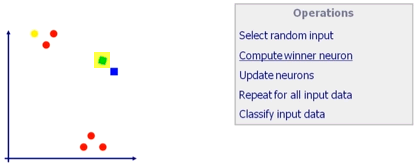 Operations
Select random input
Compute winner neuron
Update neurons
Repeat for all input data
Classify input data